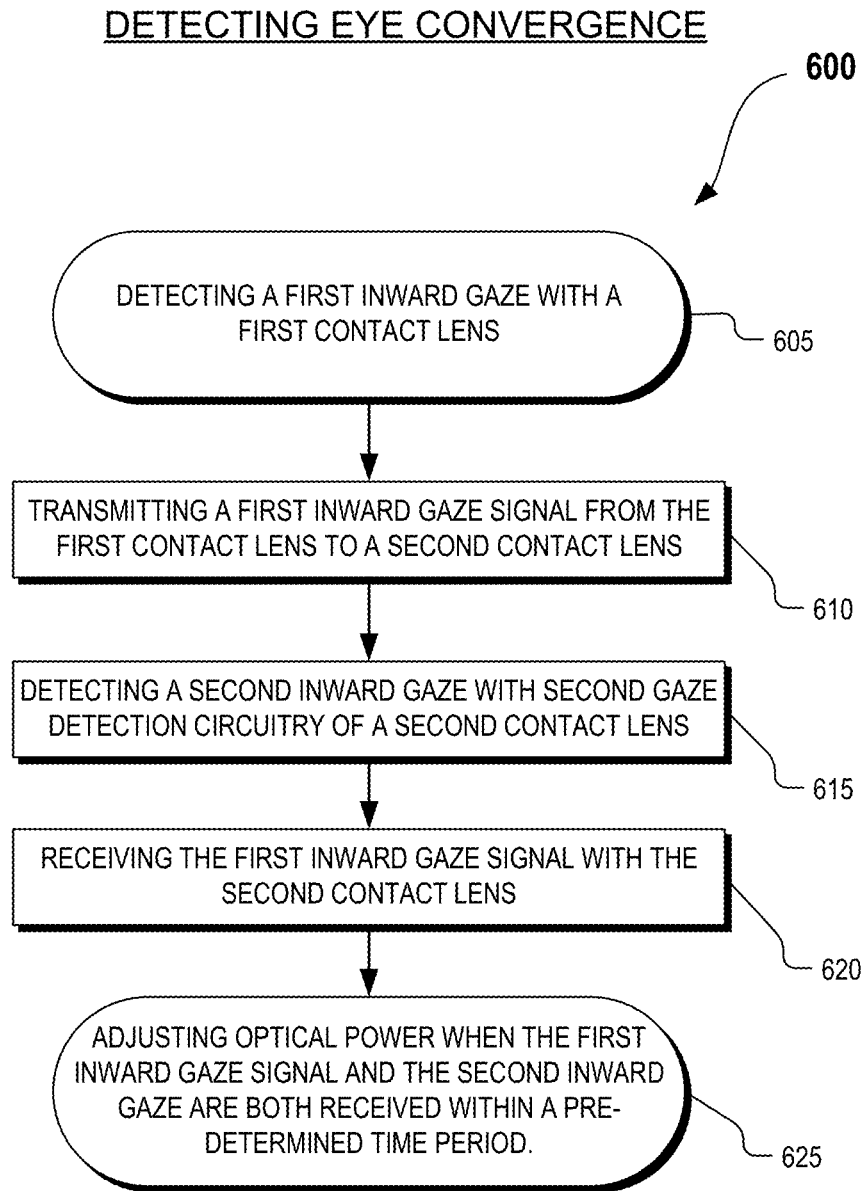 DETECTING EYE CONVERGENCE
600
DETECTING A FIRST INWARD GAZE WITH A
FIRST CONTACT LENS
605
TRANSMITTING A FIRST INWARD GAZE SIGNAL FROM THE
FIRST CONTACT LENS TO A SECOND CONTACT LENS
610
DETECTING A SECOND INWARD GAZE WITH SECOND GAZE
DETECTION CIRCUITRY OF A SECOND CONTACT LENS
615
RECEIVING THE FIRST INWARD GAZE SIGNAL WITH THE
SECOND CONTACT LENS
620
ADJUSTING OPTICAL POWER WHEN THE FIRST
INWARD GAZE SIGNAL AND THE SECOND INWARD
GAZE ARE BOTH RECEIVED WITHIN A PRE-
DETERMINED TIME PERIOD.
625